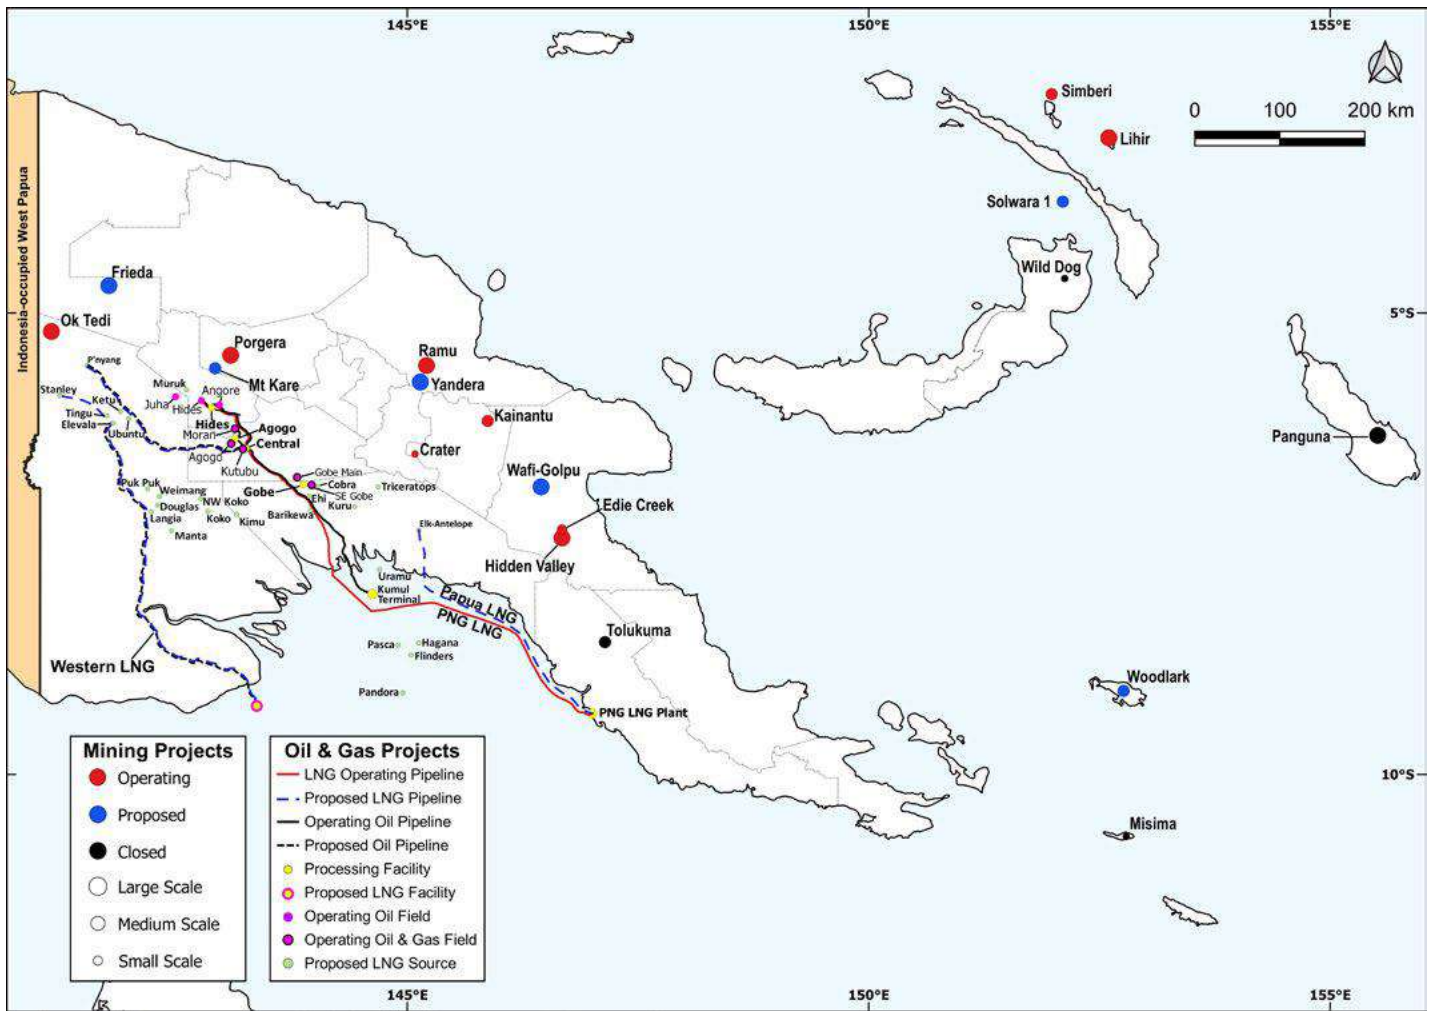 145°E
150°E
155°E
Simberi
0 100 200 km
Lihir
Indonesia-occupied West Papua
Solwara 1
Wild Dog
Frieda
Ok Tedi
5°S
Porgera
Ramu
P'nyang
Mt Kare
Yandera
Muruk
Angore
Stanley
Juha
Hides
Ketu
Kainantu
Tingu
Elevala
Ubuntu
Hides
Moran
Agogo
Central
Agogo
Kutubu
Crater
Panguna
Wafi-Golpu
Gobe Main
Cobra
Gobe
SE Gobe
Triceratops
Puk Puk
Weimang
Ehi
Kuru
Douglas
NW Koko
Langia
Koko
Kimu
Barikewa
Edie Creek
Manta
Elk-Antelope
Hidden Valley
Uramu
Kumul
Terminal
Papua LNG
PNG LNG
Tolukuma
Pasca
Hagana
Flinders
Western LNG
Woodlark
Pandora
PNG LNG Plant
Mining Projects
Operating
Proposed
Closed
Large Scale
Medium Scale
Small Scale
Oil & Gas Projects
LNG Operating Pipeline
Proposed LNG Pipeline
Operating Oil Pipeline
Proposed Oil Pipeline
Processing Facility
Proposed LNG Facility
Operating Oil Field
Operating Oil & Gas Field
Proposed LNG Source
10°S
Misima
145°E
150°E
155°E